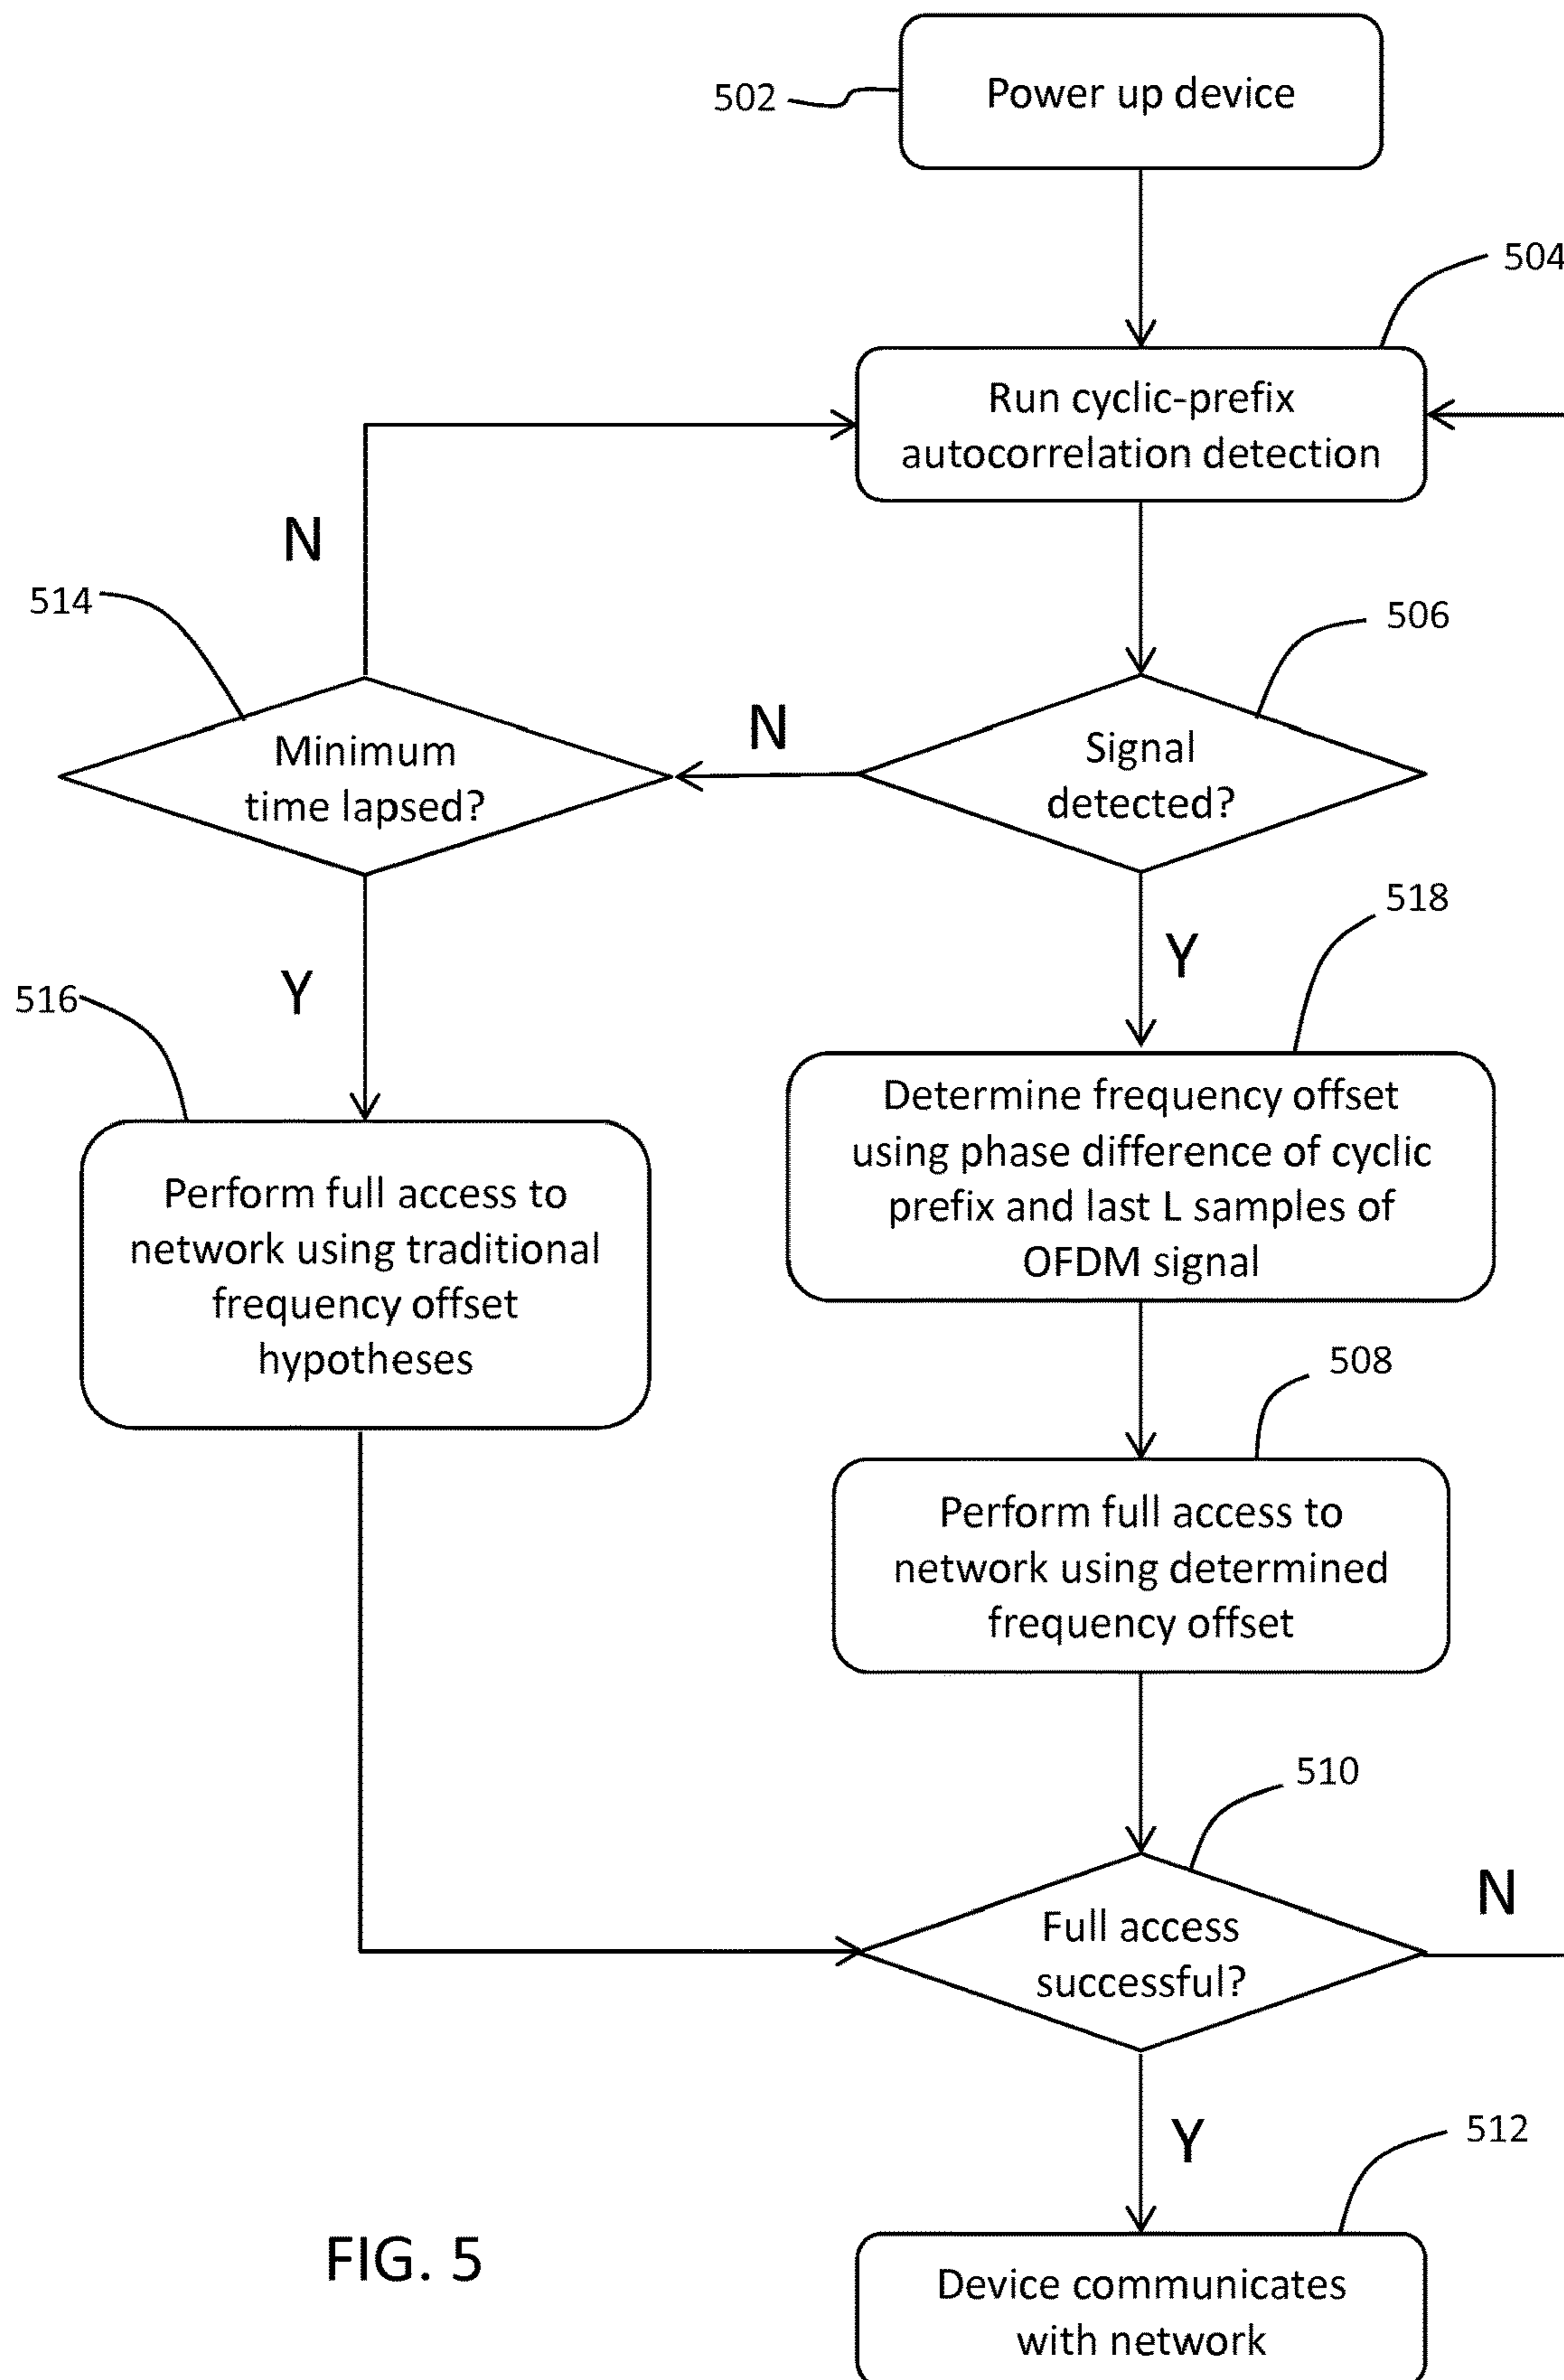 502
Power up device
504
Run cyclic-prefix
autocorrelation detection
N
514
506
Minimum
time lapsed?
N
Signal
detected?
518
Y
Y
516
Determine frequency offset
using phase difference of cyclic
prefix and last L samples of
OFDM signal
Perform full access to
network using traditional
frequency offset
hypotheses
508
Perform full access to
network using determined
frequency offset
510
Full access
successful?
N
Y
512
FIG. 5
Device communicates
with network